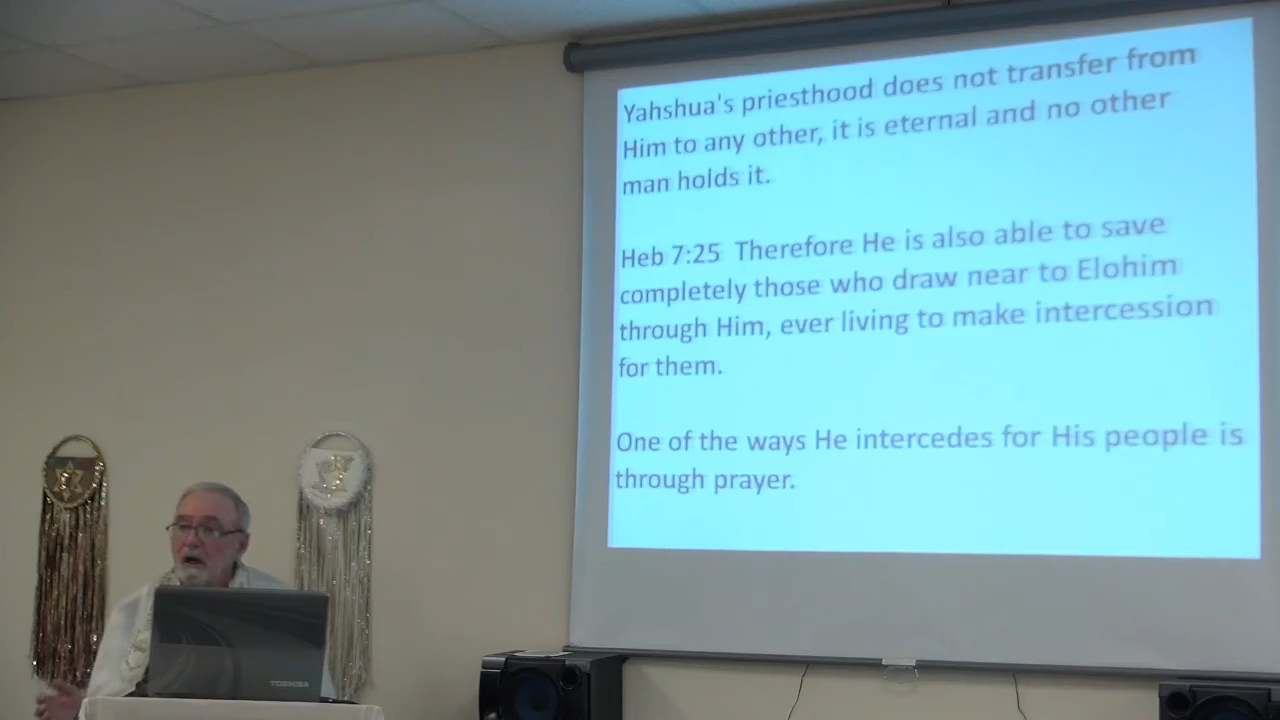 Yahshua's priesthood does not transfer from
Him to any other, it is eternal and no other
man holds it.
Heb 7:25 Therefore He is also able to save
completely those who draw near to Elohim
through Him, ever living to make intercession
for them.
One of the ways He intercedes for His people is
through prayer.
TOSHIBA